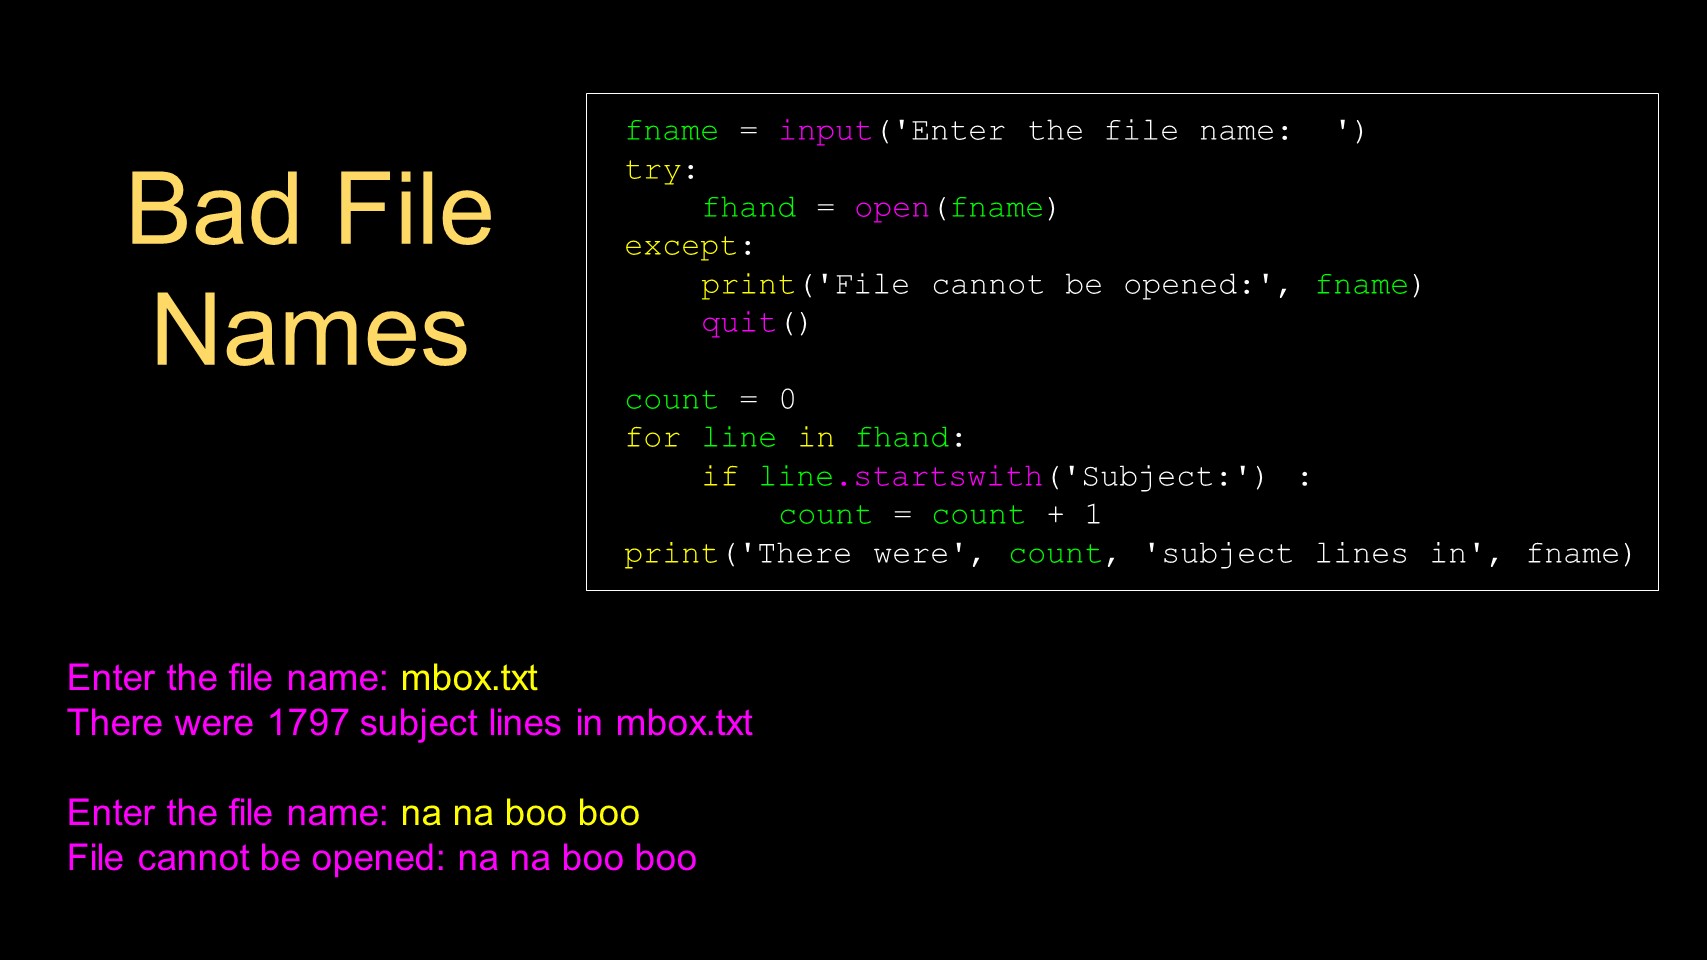 Bad File
Names
fname = input('Enter the file name:  ')
try:
    fhand = open(fname)
except:
    print('File cannot be opened:', fname)
    quit()

count = 0
for line in fhand:
    if line.startswith('Subject:') :
        count = count + 1
print('There were', count, 'subject lines in', fname)
Enter the file name: mbox.txt
There were 1797 subject lines in mbox.txt

Enter the file name: na na boo boo
File cannot be opened: na na boo boo